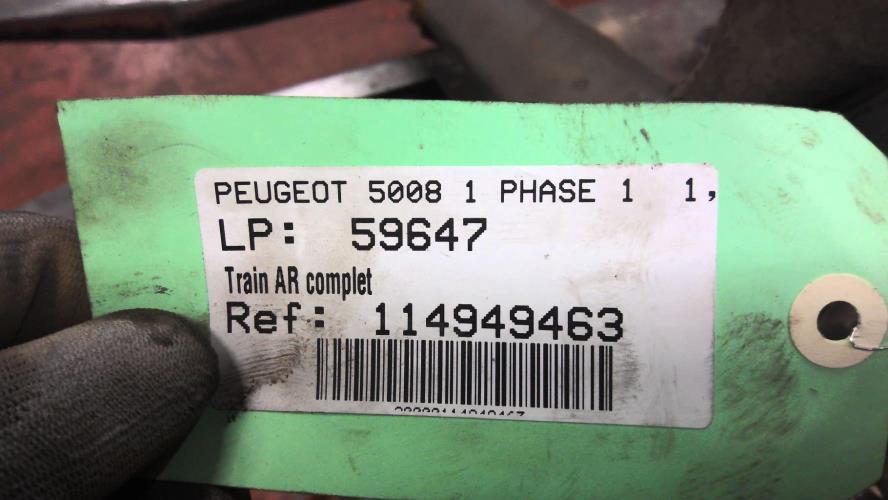 PEUGEOT 5008 1 PHASE 1 1,
LP: 59647
Train AR complet
Ref: 114949463